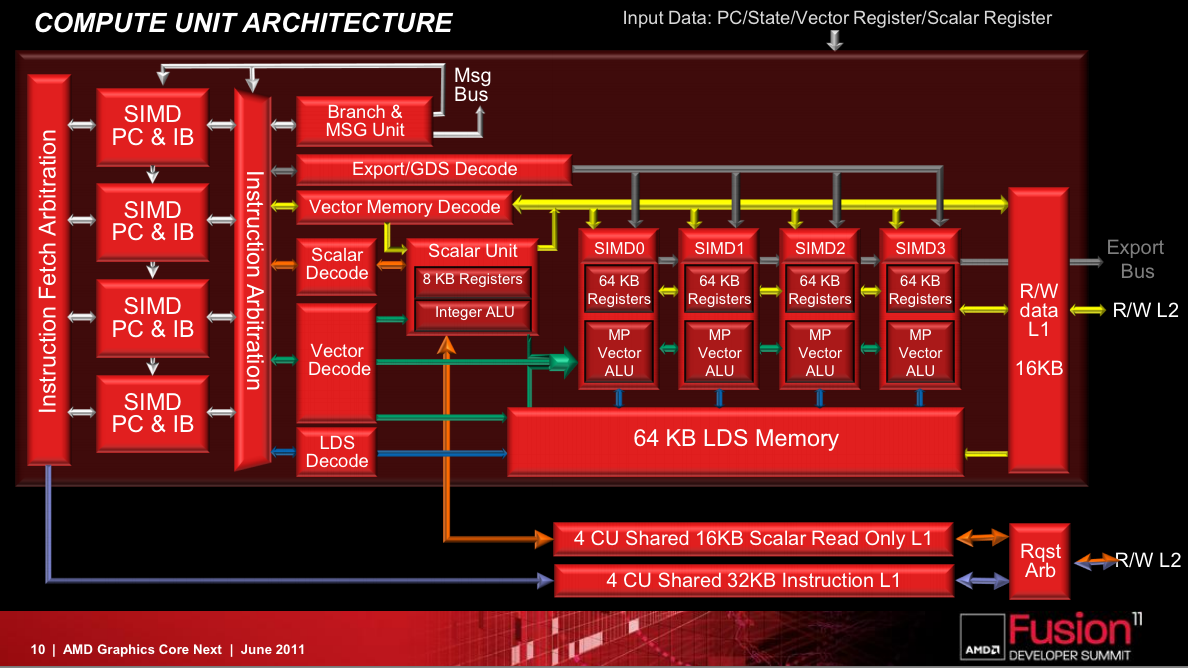 COMPUTE UNIT ARCHITECTURE
Input Data: PC/State/Vector Register/Scalar Register
Instruction Fetch Arbitration
SIMD
PC & IB
SIMD
PC & IB
SIMD
PC & IB
SIMD
PC & IB
Instruction Arbitration
Branch &
MSG Unit
Msg
Bus
Export/GDS Decode
Vector Memory Decode
Scalar
Decode
Scalar Unit
8 KB Registers
Integer ALU
Vector
Decode
LDS
Decode
SIMD0
64 KB
Registers
MP
Vector
ALU
SIMD1
64 KB
Registers
MP
Vector
ALU
SIMD2
64 KB
Registers
MP
Vector
ALU
SIMD3
64 KB
Registers
MP
Vector
ALU
64 KB LDS Memory
R/W
data
L1
16KB
Export
Bus
R/W L2
4 CU Shared 16KB Scalar Read Only L1
4 CU Shared 32KB Instruction L1
Rqst
Arb
R/W L2
10 | AMD Graphics Core Next | June 2011
AMD
Fusion11
DEVELOPER SUMMIT